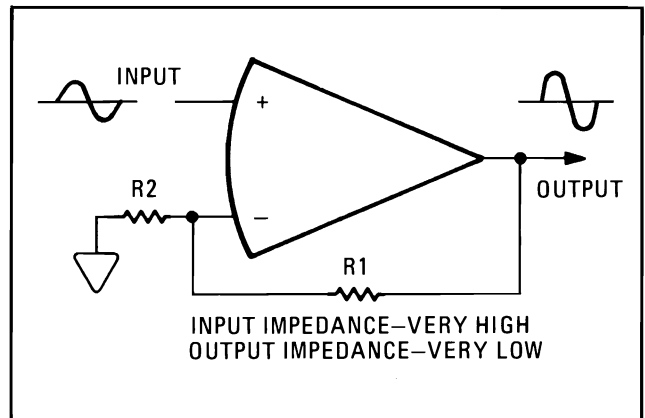 INPUT
+
R2
−
OUTPUT
R1
INPUT IMPEDANCE–VERY HIGH
OUTPUT IMPEDANCE–VERY LOW